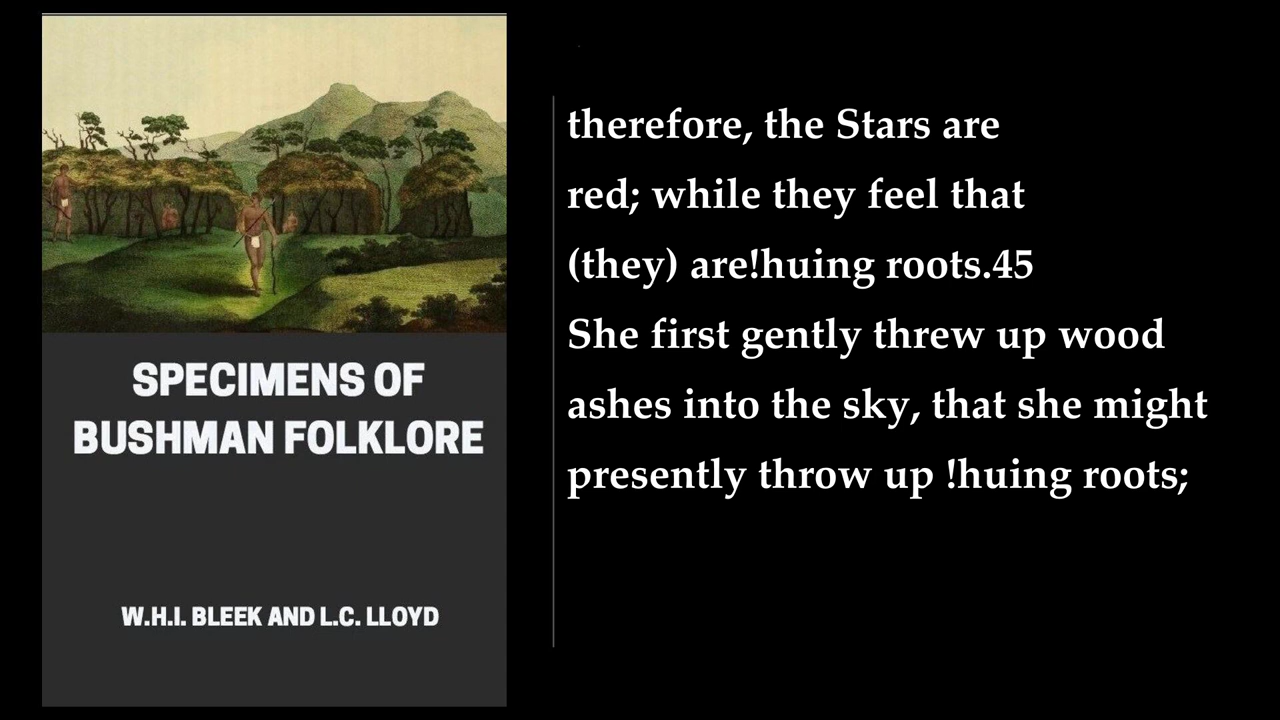 SPECIMENS OF
BUSHMAN FOLKLORE
W.H.I. BLEEK AND L.C. LLOYD
therefore, the Stars are
red; while they feel that
(they) are!huing roots.45
She first gently threw up wood
ashes into the sky, that she might
presently throw up !huing roots;